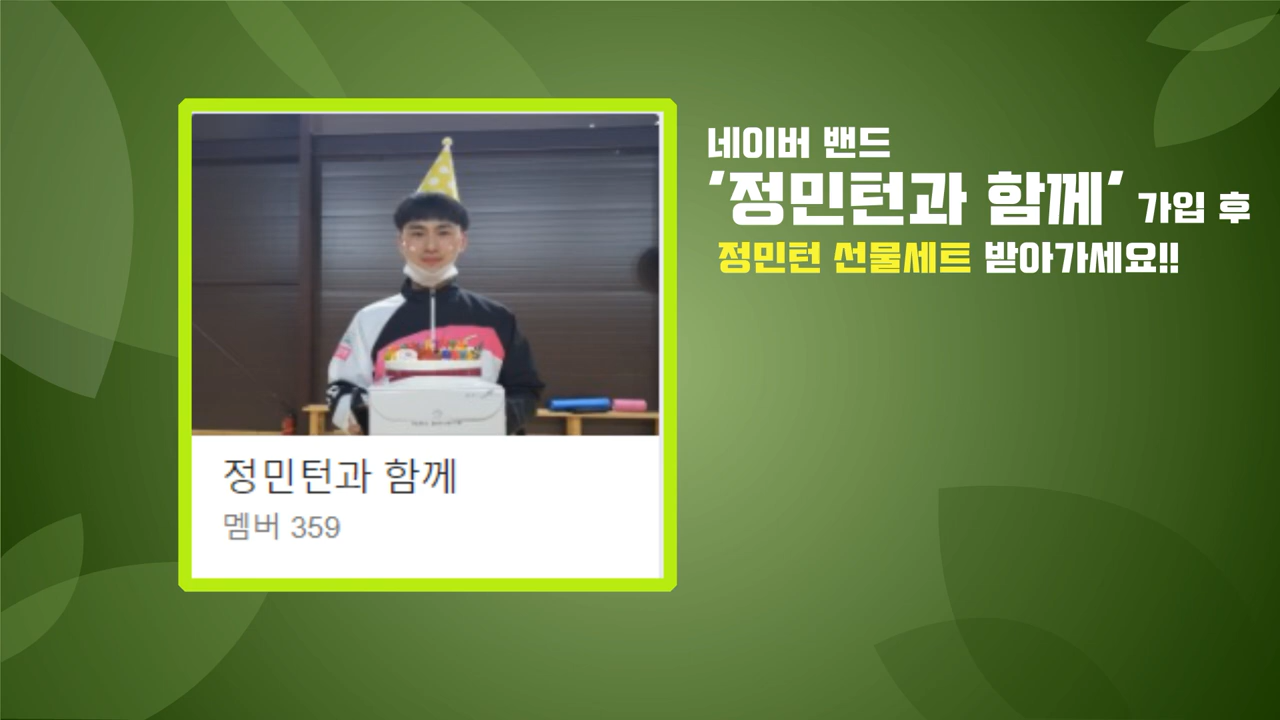 네이버 밴드
'정민턴과 함께' 가입 후
정민턴 선물세트 받아가세요!!
정민턴과 함께
멤버 359